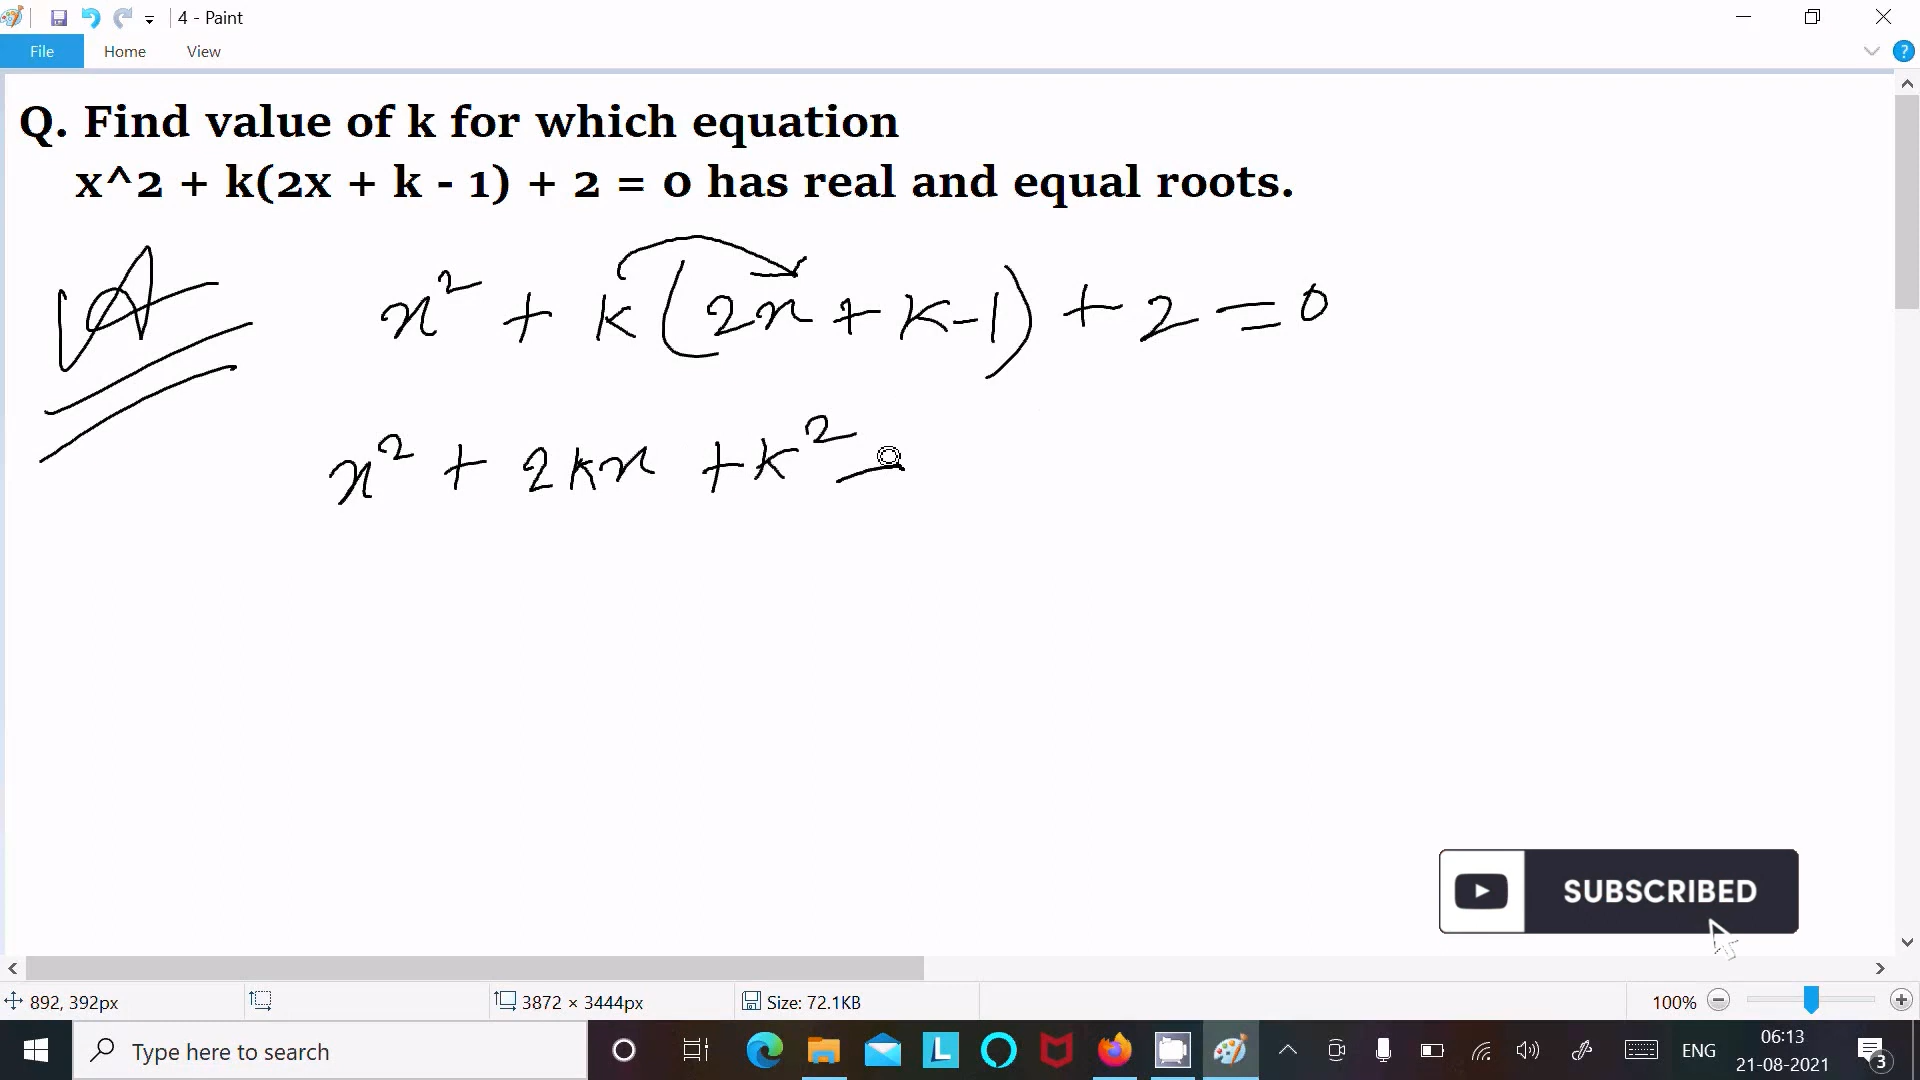 4 - Paint
File Home View
Q. Find value of k for which equation
x^2 + k(2x + k - 1) + 2 = 0 has real and equal roots.
x² + k(2x + k-1) + 2 = 0
x² + 2kx + k² -
SUBSCRIBED
892, 392px 3872 × 3444px Size: 72.1KB 100%
Type here to search
ENG
06:13
21-08-2021
3